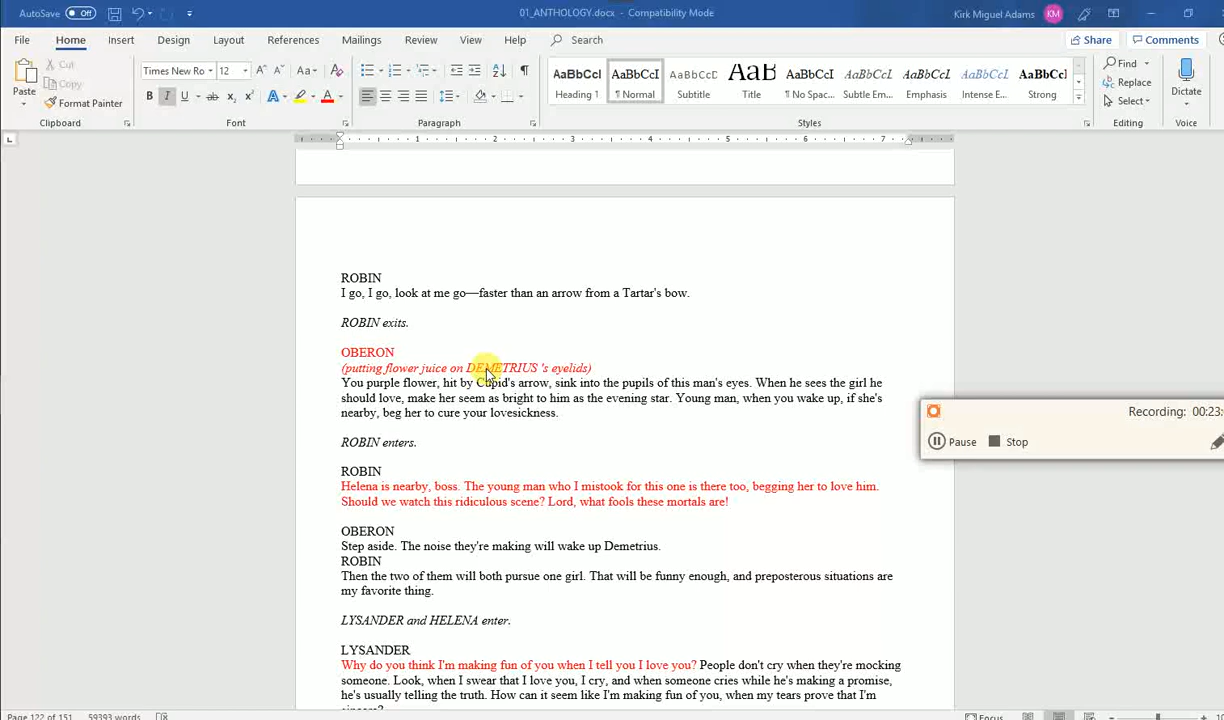 AutoSave Off 01_ANTHOLOGY.docx - Compatibility Mode Kirk Miguel Adams KM
File Home Insert Design Layout References Mailings Review View Help Search Share Comments
Paste Cut Copy Format Painter
Times New Ro 12 Aa A
B I U ab x₂ x² A A
AaBbCcI AaBbCcI AaBbCcI AaB AaBbCcI AaBbCcI AaBbCcI AaBbCcI AaBbCcI
Heading 1 ¶ Normal Subtitle Title ¶ No Spac... Subtle Em... Emphasis Intense E... Strong
Find Replace Select Dictate
Clipboard Font Paragraph Styles Editing Voice
1 2 3 4 5 6 7
ROBIN
I go, I go, look at me go—faster than an arrow from a Tartar's bow.
ROBIN exits.
OBERON
(putting flower juice on DEMETRIUS 's eyelids)
You purple flower, hit by Cupid's arrow, sink into the pupils of this man's eyes. When he sees the girl he
should love, make her seem as bright to him as the evening star. Young man, when you wake up, if she's
nearby, beg her to cure your lovesickness.
ROBIN enters.
ROBIN
Helena is nearby, boss. The young man who I mistook for this one is there too, begging her to love him.
Should we watch this ridiculous scene? Lord, what fools these mortals are!
OBERON
Step aside. The noise they're making will wake up Demetrius.
ROBIN
Then the two of them will both pursue one girl. That will be funny enough, and preposterous situations are
my favorite thing.
LYSANDER and HELENA enter.
LYSANDER
Why do you think I'm making fun of you when I tell you I love you? People don't cry when they're mocking
someone. Look, when I swear that I love you, I cry, and when someone cries while he's making a promise,
he's usually telling the truth. How can it seem like I'm making fun of you, when my tears prove that I'm
sincere?
Recording: 00:23
Pause Stop
Page 122 of 151 59393 words Focus